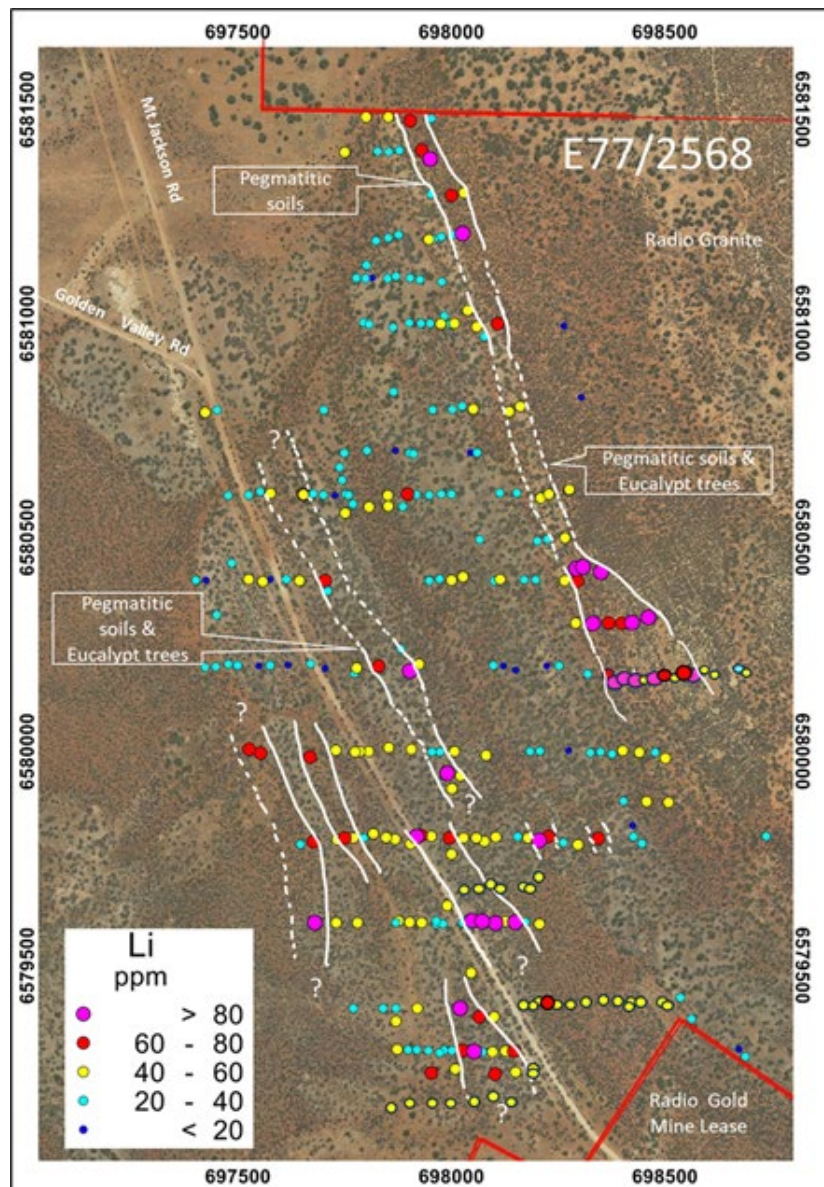 697500 698000 698500
6581500
6581500
Mt Jackson Rd
E77/2568
Pegmatitic
soils
Radio Granite
6581000
6581000
Golden Valley Rd
?
Pegmatitic soils &
Eucalypt trees
6580500
6580500
Pegmatitic
soils &
Eucalypt trees
?
6580000
6580000
?
?
?
6579500
6579500
Li
ppm
> 80
60 - 80
40 - 60
20 - 40
< 20
Radio Gold
Mine Lease
?
697500 698000 698500